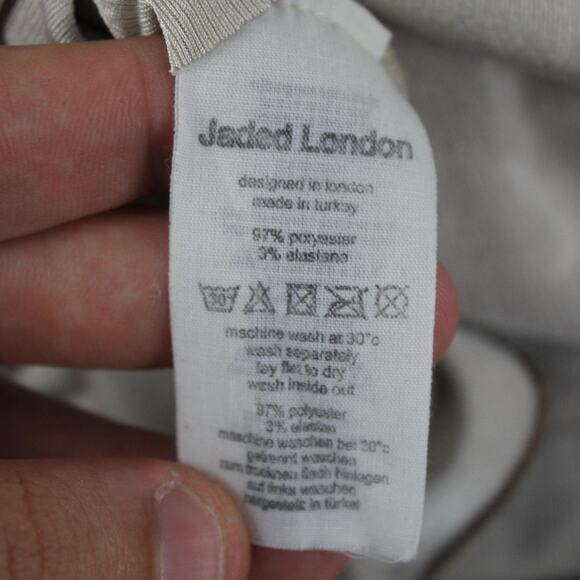 Jaded London
designed in london
made in turkey
97% polyester
3% elastane
30°
machine wash at 30°c
wash separately
lay flat to dry
wash inside out
97% polyester
3% elastan
maschine waschen bei 30°c
getrennt waschen
zum trocknen flach hinlegen
auf links waschen
hergestellt in türkei